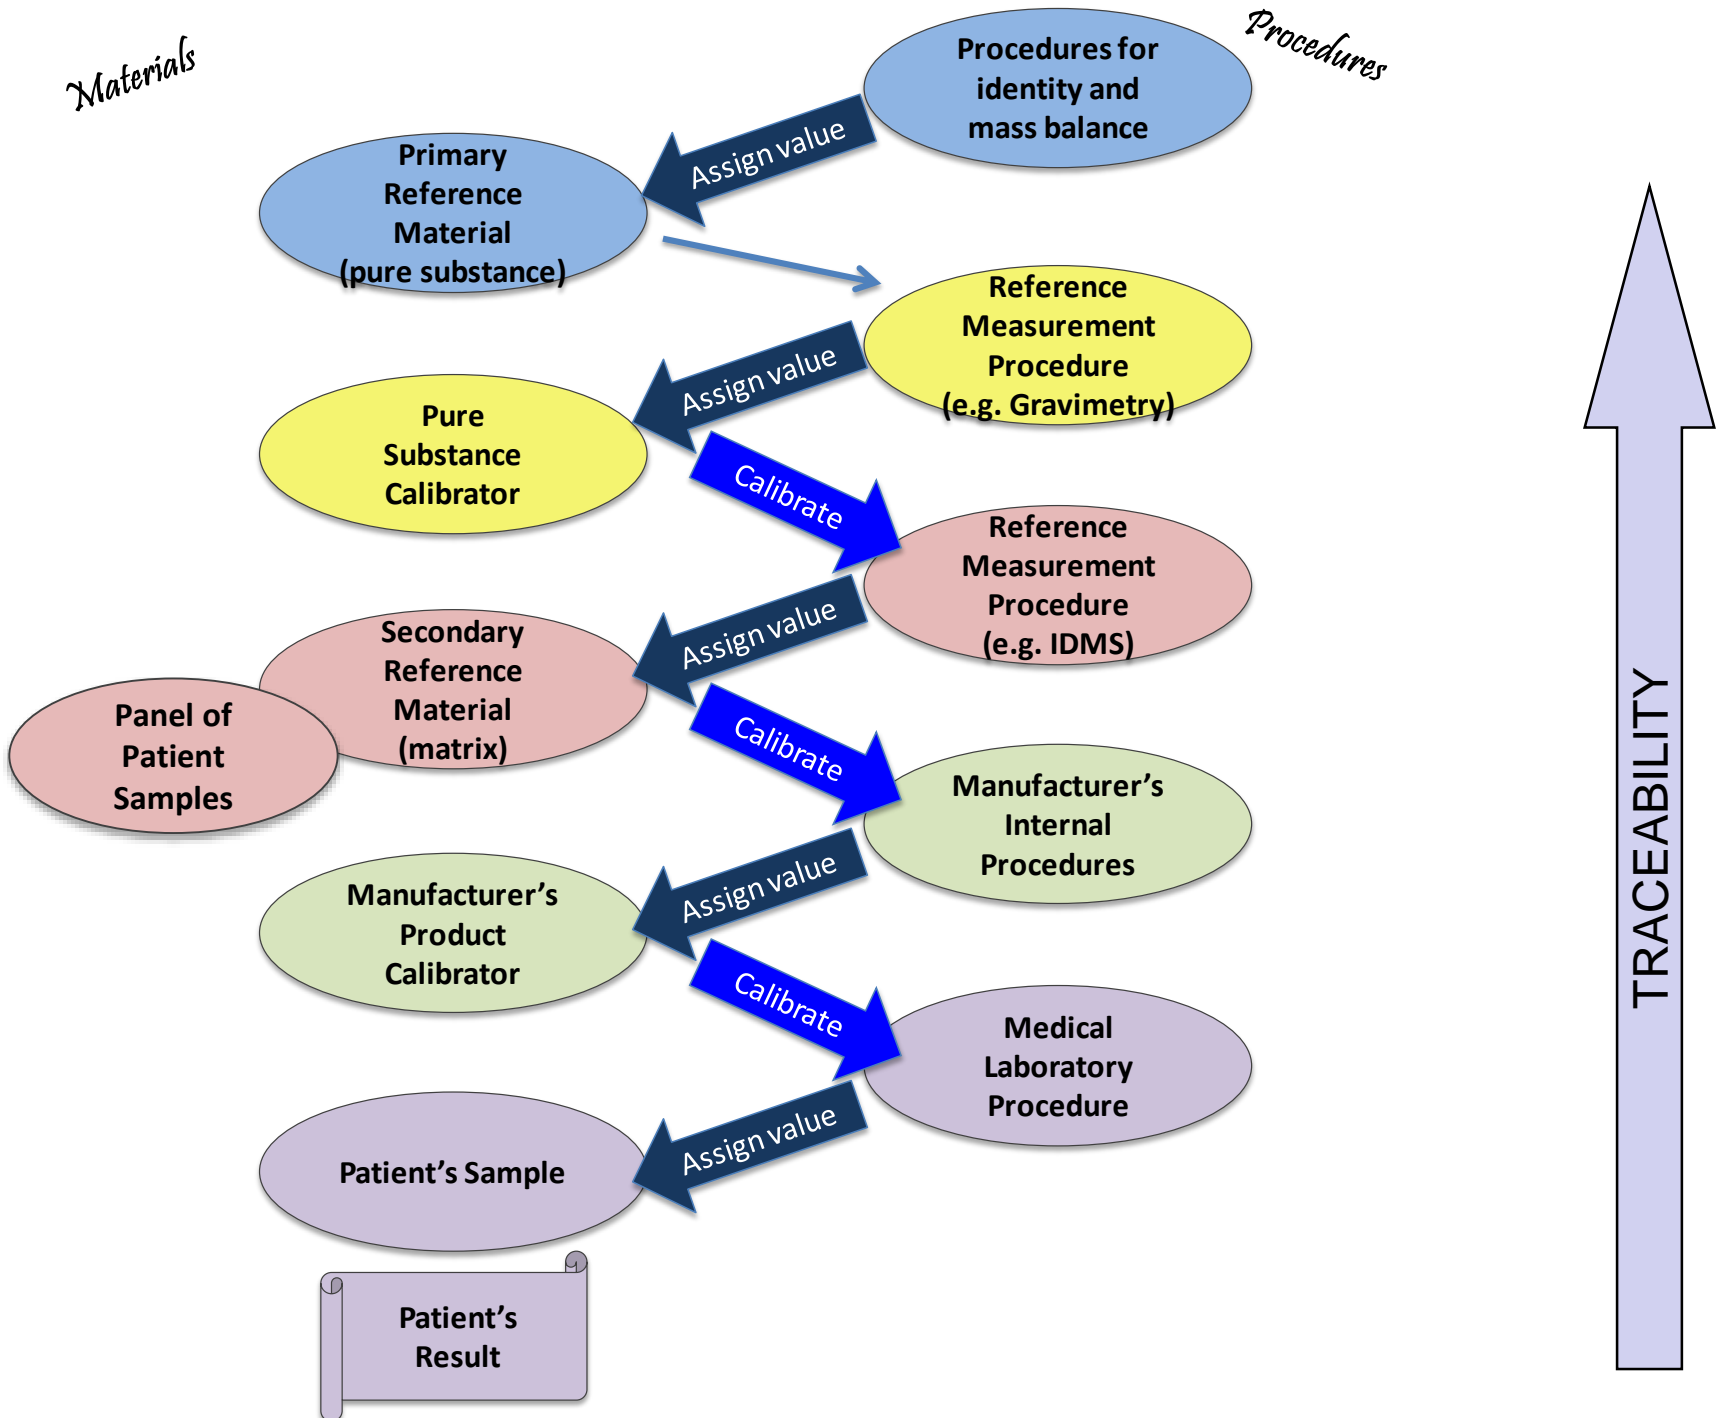 Materials
Procedures
Procedures for
identity and
mass balance
Assign value
Primary
Reference
Material
(pure substance)
Reference
Measurement
Procedure
(e.g. Gravimetry)
Assign value
Pure
Substance
Calibrator
Calibrate
Reference
Measurement
Procedure
(e.g. IDMS)
Assign value
Secondary
Reference
Material
(matrix)
Panel of
Patient
Samples
Calibrate
Manufacturer’s
Internal
Procedures
Assign value
Manufacturer’s
Product
Calibrator
Calibrate
Medical
Laboratory
Procedure
Assign value
Patient’s Sample
Patient’s
Result
TRACEABILITY